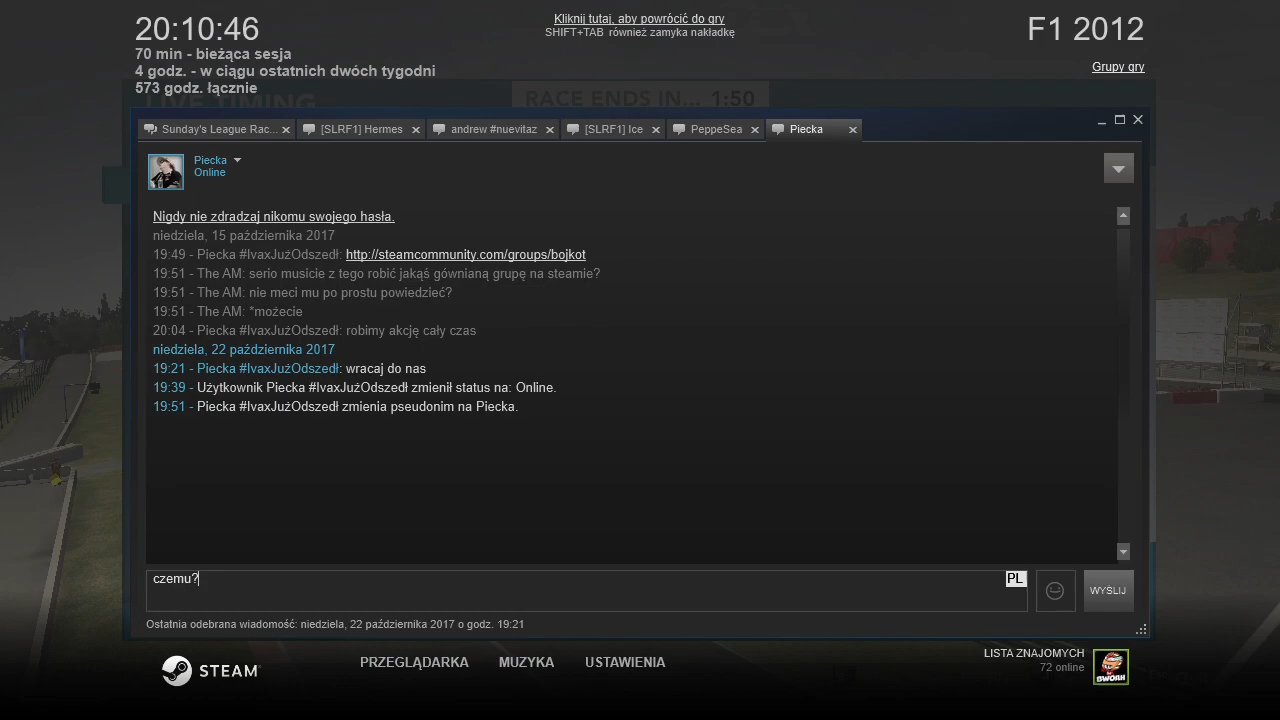 20:10:46
70 min - bieżąca sesja
4 godz. - w ciągu ostatnich dwóch tygodni
573 godz. łącznie
Kliknij tutaj, aby powrócić do gry
SHIFT+TAB również zamyka nakładkę
F1 2012
Grupy gry
LIVE TIMING
RACE ENDS IN... 1:50
Sunday's League Rac...
[SLRF1] Hermes
andrew #nuevitaz
[SLRF1] Ice
PeppeSea
Piecka
Piecka
Online
Nigdy nie zdradzaj nikomu swojego hasła.
niedziela, 15 października 2017
19:49 - Piecka #IvaxJużOdszedł: http://steamcommunity.com/groups/bojkot
19:51 - The AM: serio musicie z tego robić jakąś gównianą grupę na steamie?
19:51 - The AM: nie meci mu po prostu powiedzieć?
19:51 - The AM: *możecie
20:04 - Piecka #IvaxJużOdszedł: robimy akcję cały czas
niedziela, 22 października 2017
19:21 - Piecka #IvaxJużOdszedł: wracaj do nas
19:39 - Użytkownik Piecka #IvaxJużOdszedł zmienił status na: Online.
19:51 - Piecka #IvaxJużOdszedł zmienia pseudonim na Piecka.
czemu?
PL
WYŚLIJ
Ostatnia odebrana wiadomość: niedziela, 22 października 2017 o godz. 19:21
STEAM
PRZEGLĄDARKA
MUZYKA
USTAWIENIA
LISTA ZNAJOMYCH
72 online
BWOAH